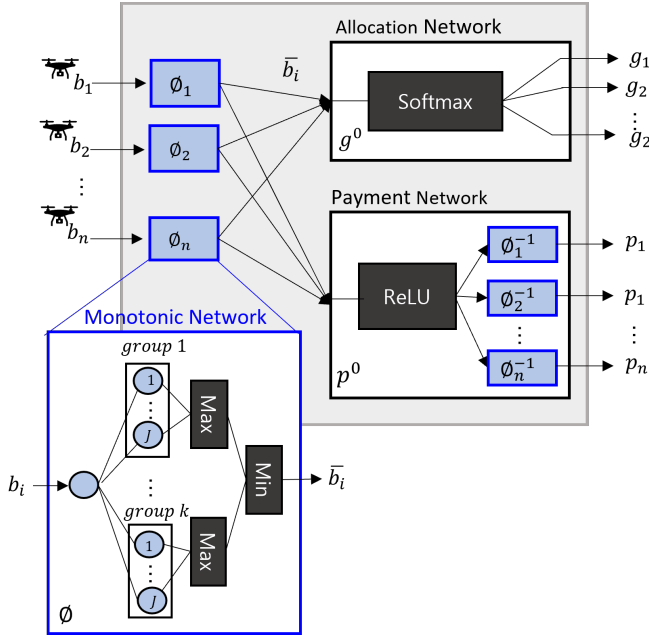 Allocation Network
b₁
∅₁
b̄ᵢ
Softmax
g⁰
g₁
g₂
⋮
g₂
b₂
∅₂
⋮
bₙ
∅ₙ
Payment Network
ReLU
p⁰
∅₁⁻¹
p₁
∅₂⁻¹
p₁
⋮
⋮
∅ₙ⁻¹
pₙ
Monotonic Network
group 1
1
⋯
J
Max
⋯
Min
bᵢ
b̄ᵢ
group k
1
⋯
J
Max
∅